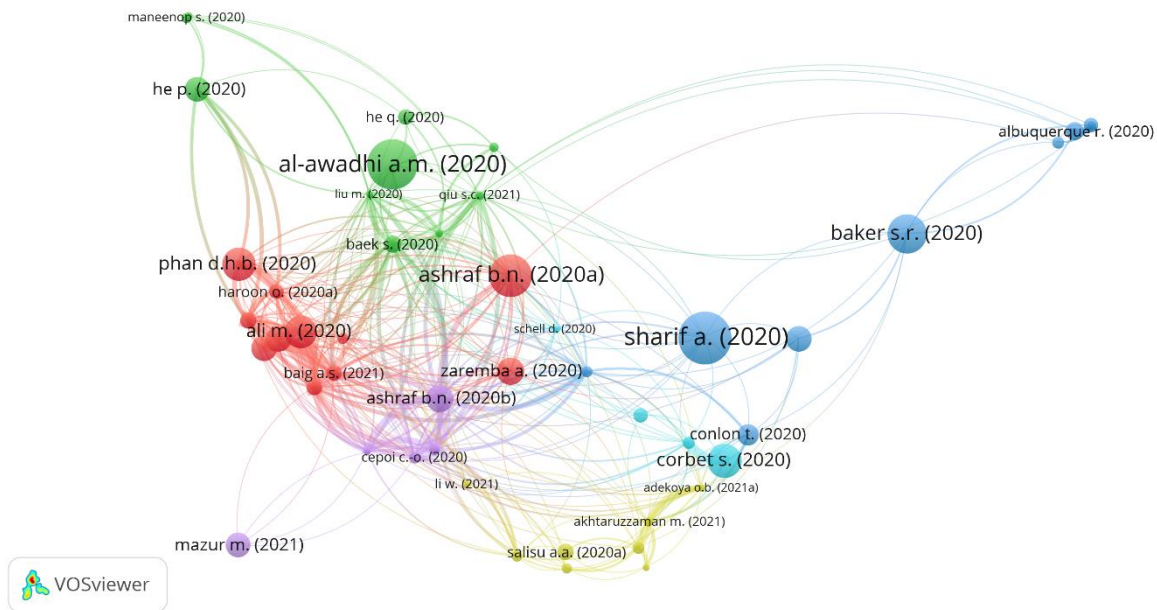 maneenop s. (2020)
he p. (2020)
he q. (2020)
albuquerque r. (2020)
al-awadhi a.m. (2020)
liu m. (2020)
qiu s.c. (2021)
baker s.r. (2020)
baek s. (2020)
phan d.h.b. (2020)
ashraf b.n. (2020a)
haroon o. (2020a)
schell d. (2020)
ali m. (2020)
sharif a. (2020)
baig a.s. (2021)
zaremba a. (2020)
ashraf b.n. (2020b)
conlon t. (2020)
cepoi c.-o. (2020)
corbet s. (2020)
li w. (2021)
adekoya o.b. (2021a)
akhtaruzzaman m. (2021)
mazur m. (2021)
salisu a.a. (2020a)
VOSviewer